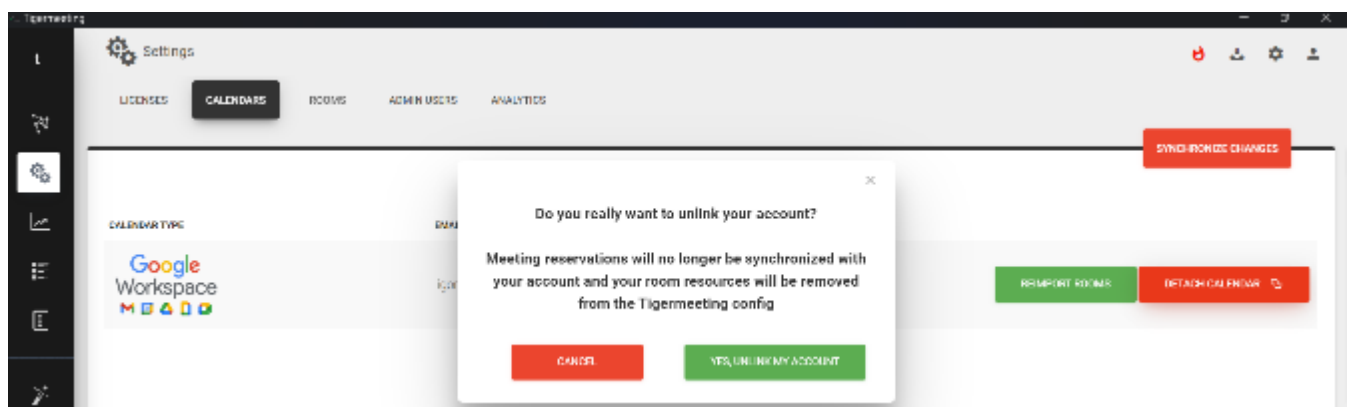 Tigermeeting
Settings
LICENSES CALENDARS ROOMS ADMIN USERS ANALYTICS
SYNCHRONIZE CHANGES
Do you really want to unlink your account?
CALENDAR TYPE EMAI
Google
Workspace
Meeting reservations will no longer be synchronized with
your account and your room resources will be removed
from the Tigermeeting config
REIMPORT ROOMS DETACH CALENDAR
CANCEL YES, UNLINK MY ACCOUNT